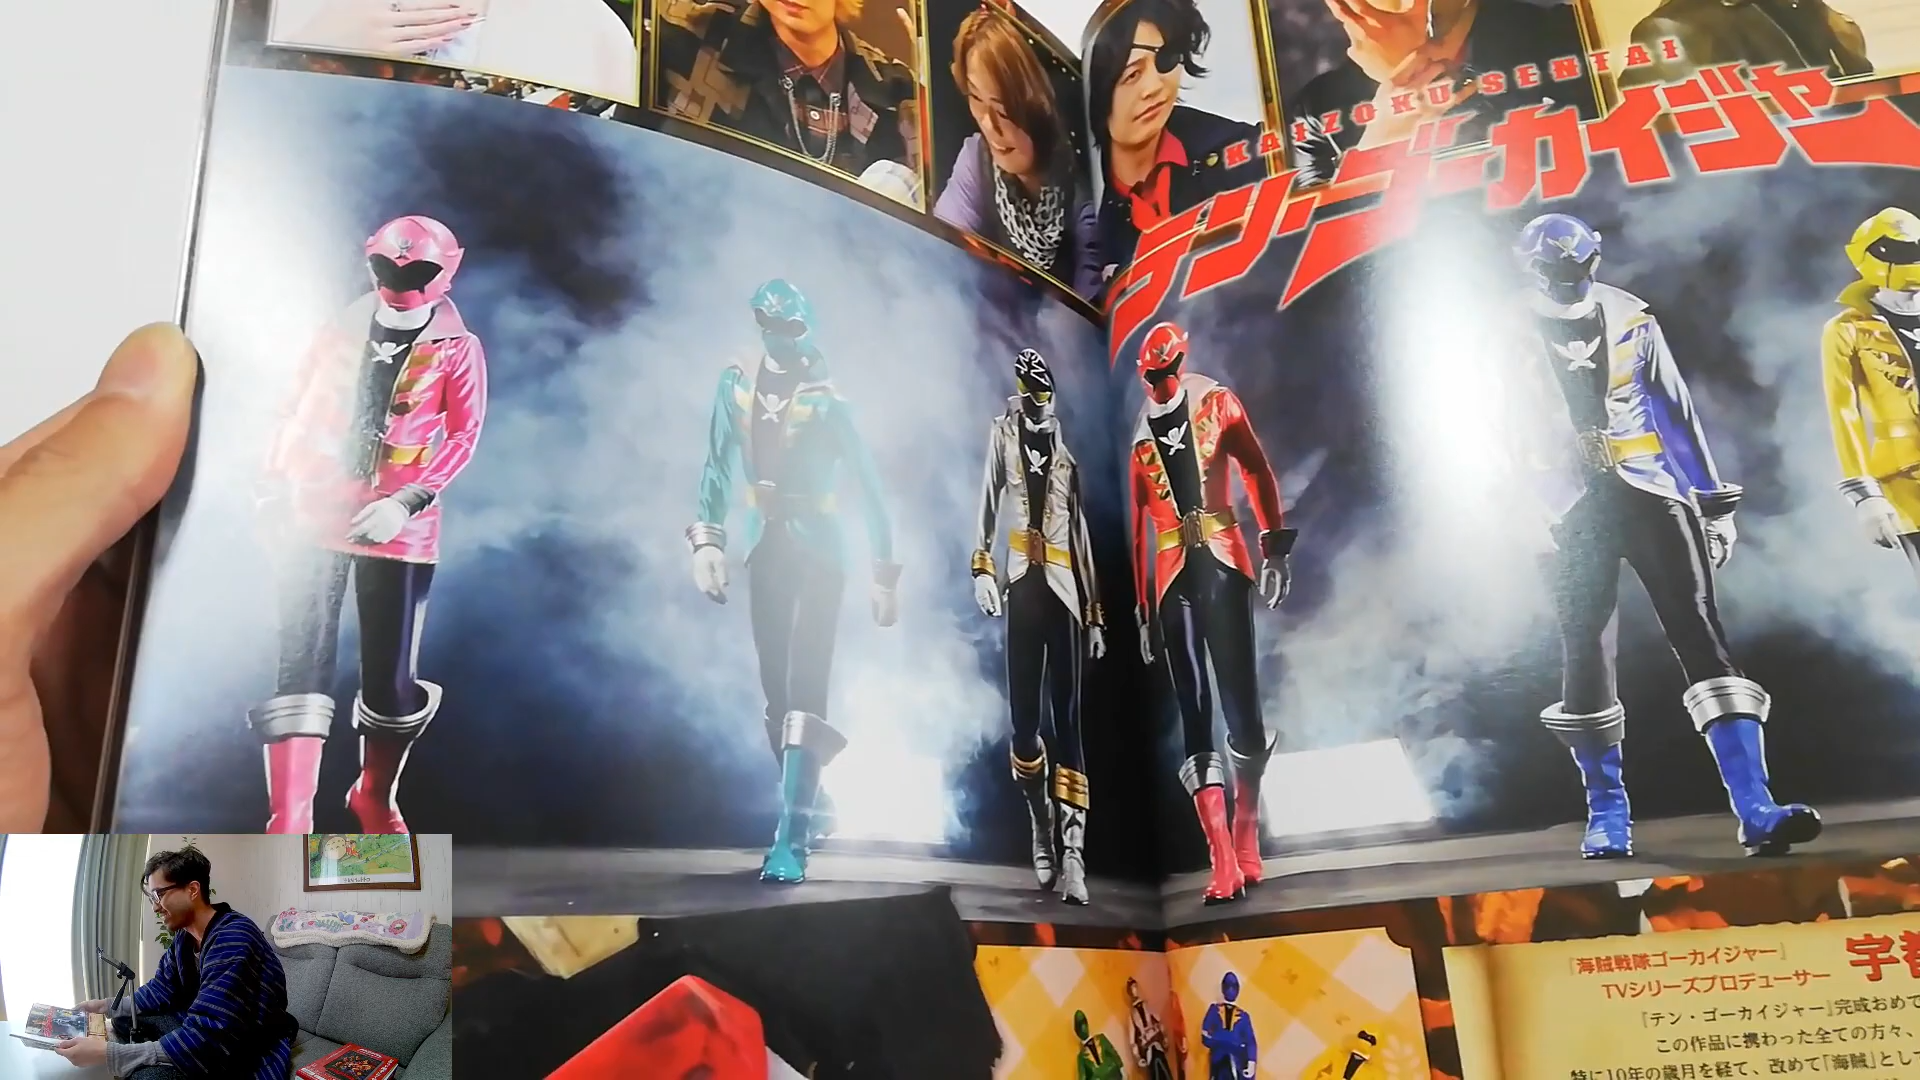 KAIZOKU SENTAI
テン・ゴーカイジャー
『海賊戦隊ゴーカイジャー』
TVシリーズプロデューサー
宇都
『テン・ゴーカイジャー』完成おめで
この作品に携わった全ての方々、
特に10年の歳月を経て、改めて「海賊」とし